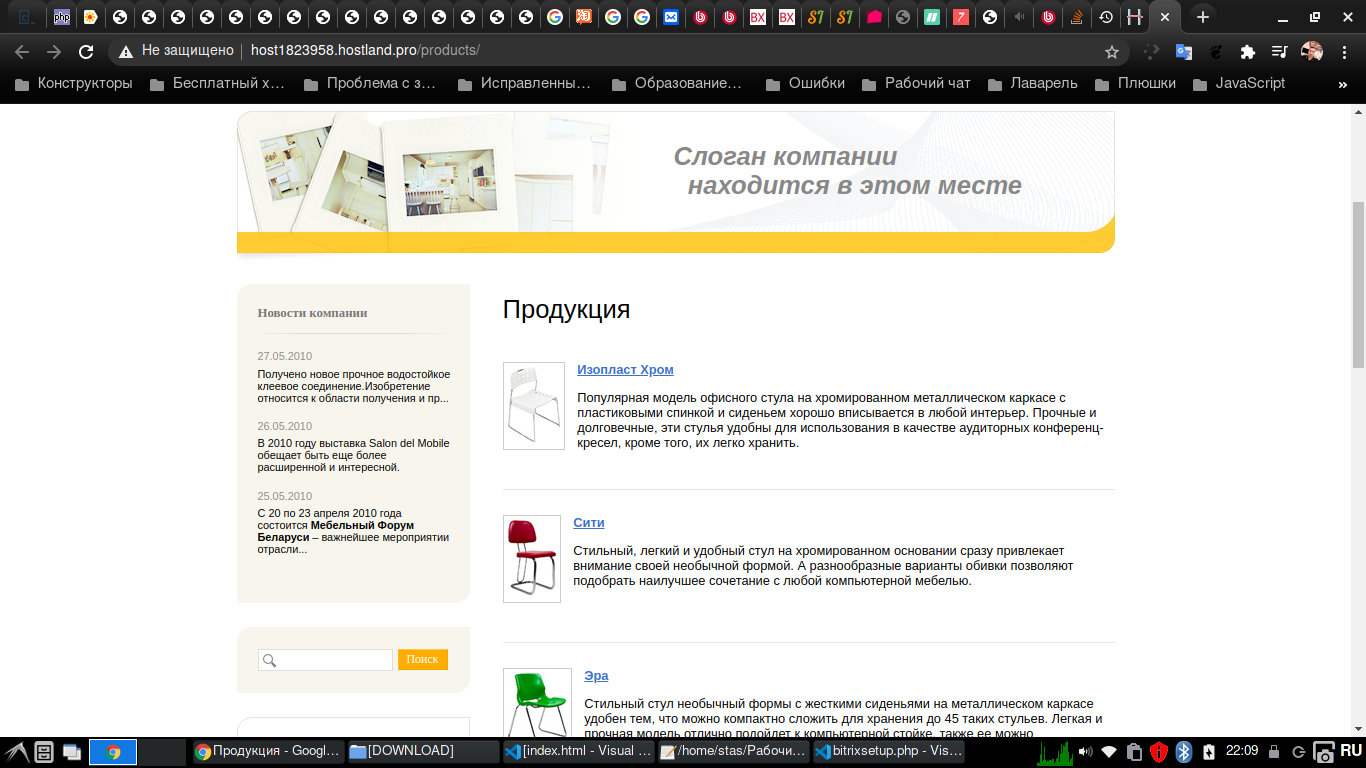 php
BX
BX
S7
S7
7
Не защищено
host1823958.hostland.pro/products/
Конструкторы
Бесплатный х…
Проблема с з…
Исправленны…
Образование…
Ошибки
Рабочий чат
Лаварель
Плюшки
JavaScript
»
Слоган компании
находится в этом месте
Новости компании
27.05.2010
Получено новое прочное водостойкое
клеевое соединение.Изобретение
относится к области получения и пр...
26.05.2010
В 2010 году выставка Salon del Mobile
обещает быть еще более
расширенной и интересной.
25.05.2010
С 20 по 23 апреля 2010 года
состоится Мебельный Форум
Беларуси – важнейшее мероприятии
отрасли...
Поиск
Продукция
Изопласт Хром
Популярная модель офисного стула на хромированном металлическом каркасе с
пластиковыми спинкой и сиденьем хорошо вписывается в любой интерьер. Прочные и
долговечные, эти стулья удобны для использования в качестве аудиторных конференц-
кресел, кроме того, их легко хранить.
Сити
Стильный, легкий и удобный стул на хромированном основании сразу привлекает
внимание своей необычной формой. А разнообразные варианты обивки позволяют
подобрать наилучшее сочетание с любой компьютерной мебелью.
Эра
Стильный стул необычный формы с жесткими сиденьями на металлическом каркасе
удобен тем, что можно компактно сложить для хранения до 45 таких стульев. Легкая и
прочная модель отлично подойдет к компьютерной стойке, также ее можно
Продукция - Googl…
[DOWNLOAD]
[index.html - Visual …
/home/stas/Рабочи…
bitrixsetup.php - Vis…
22:09
RU